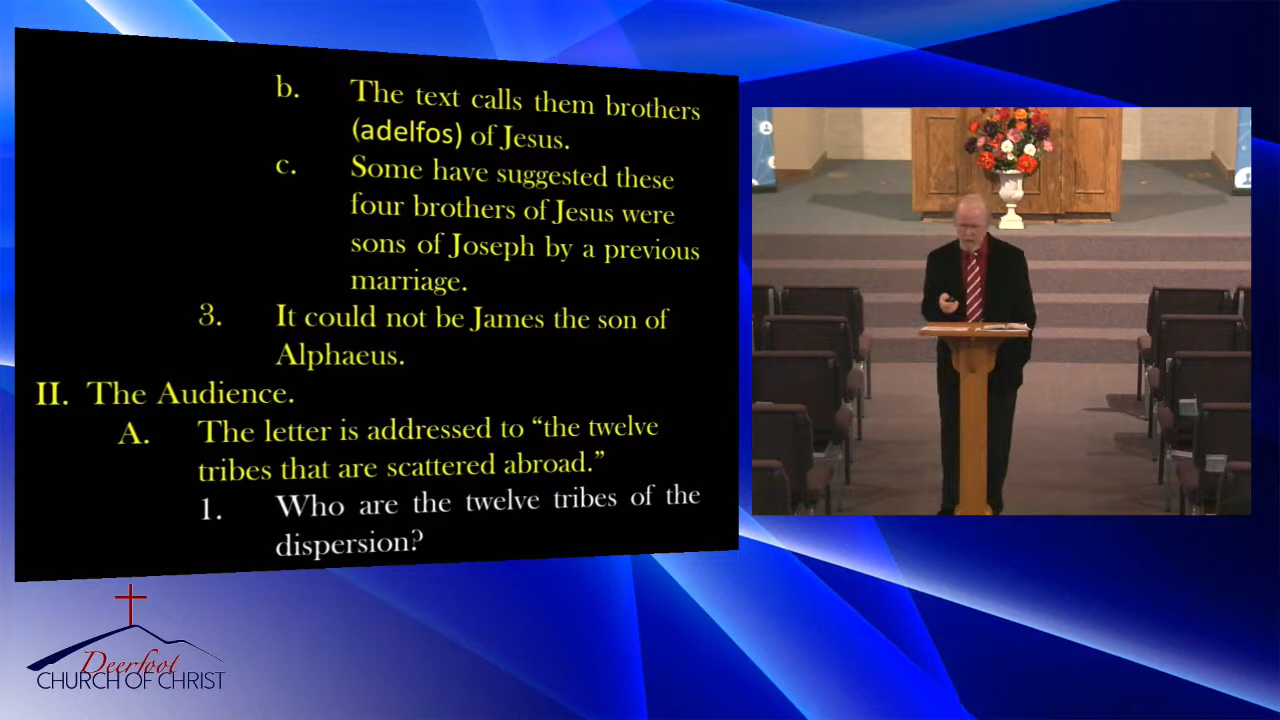 b. The text calls them brothers
(adelfos) of Jesus.
c. Some have suggested these
four brothers of Jesus were
sons of Joseph by a previous
marriage.
3. It could not be James the son of
Alphaeus.
II. The Audience.
A. The letter is addressed to “the twelve
tribes that are scattered abroad.”
1. Who are the twelve tribes of the
dispersion?
Deerfoot
CHURCH OF CHRIST